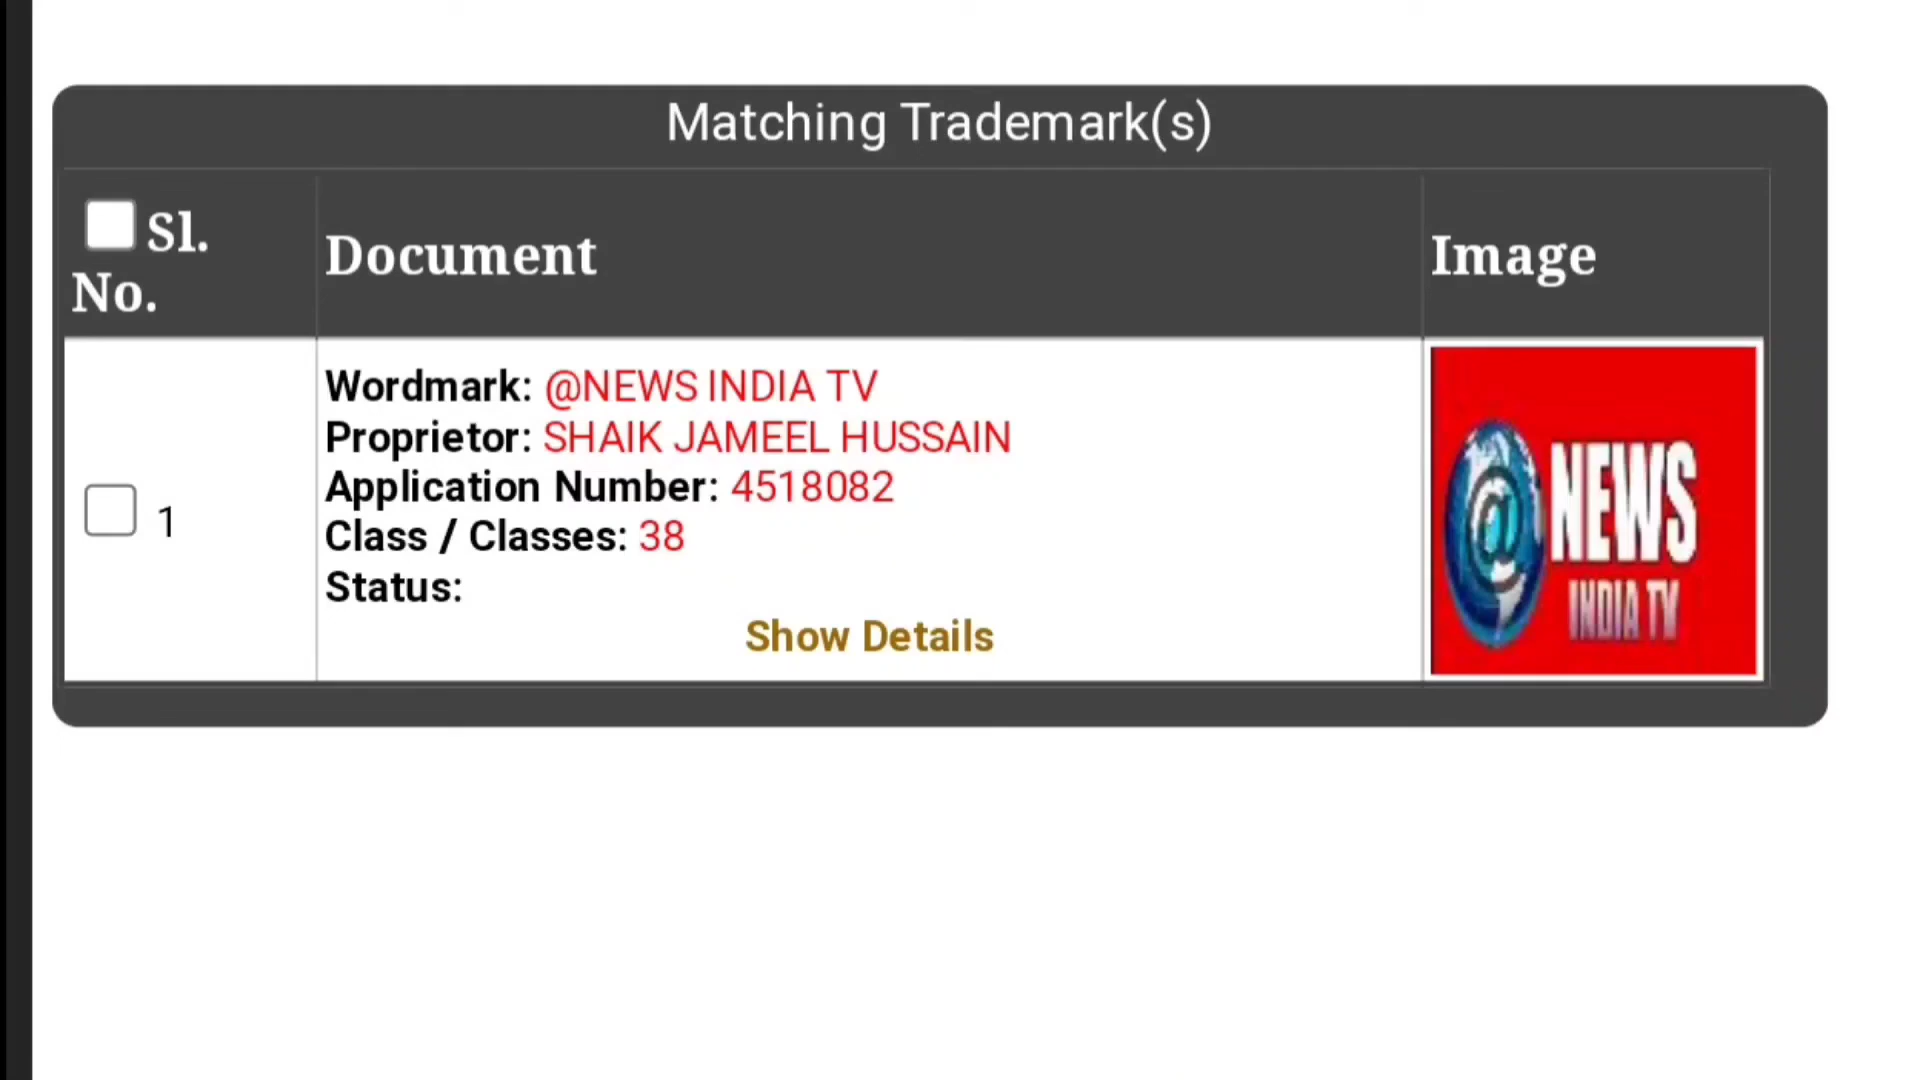 Matching Trademark(s)
Sl.
No.
Document
Image
1
Wordmark: @NEWS INDIA TV
Proprietor: SHAIK JAMEEL HUSSAIN
Application Number: 4518082
Class / Classes: 38
Status:
Show Details
@ NEWS
INDIA TV